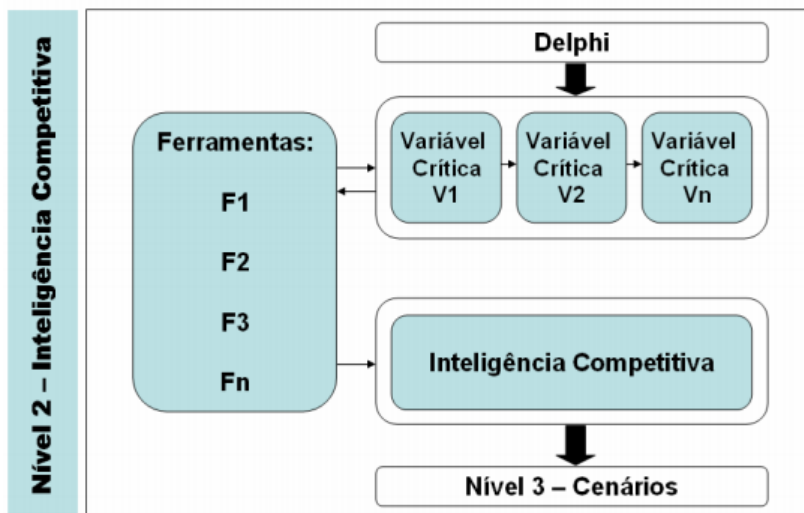 Nível 2 – Inteligência Competitiva
Delphi
Ferramentas:
F1
F2
F3
Fn
Variável
Crítica
V1
Variável
Crítica
V2
Variável
Crítica
Vn
Inteligência Competitiva
Nível 3 – Cenários